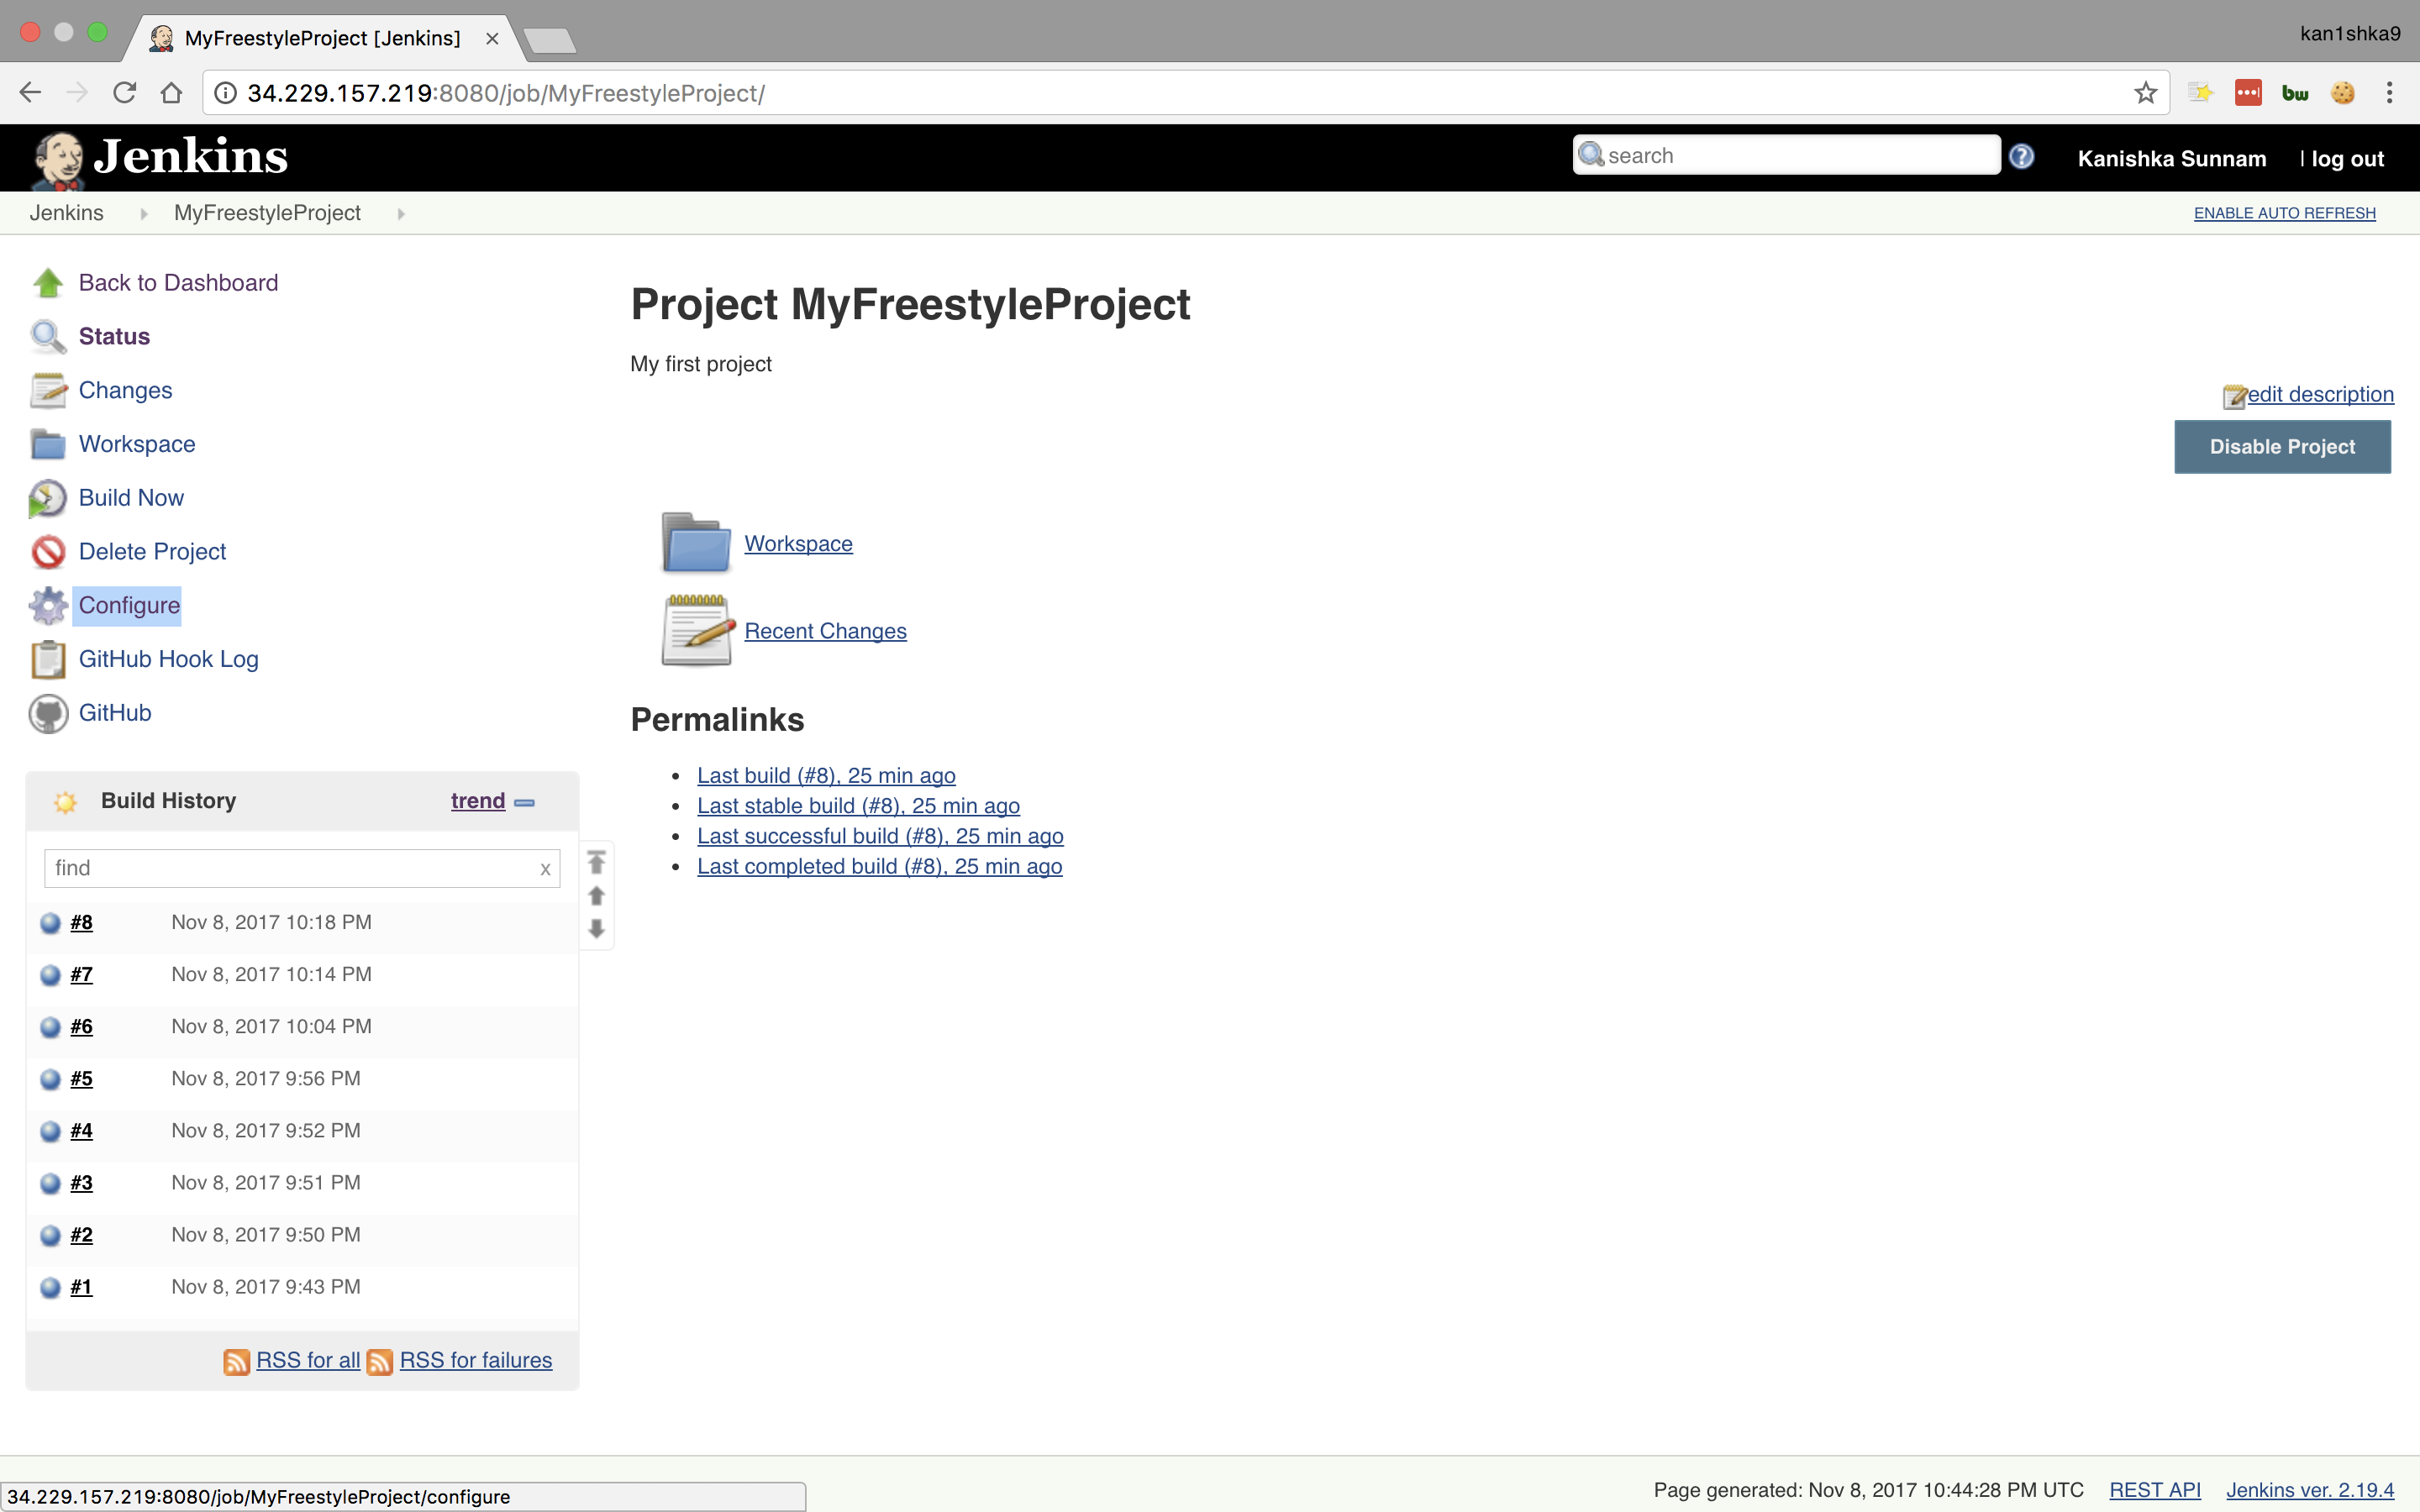 MyFreestyleProject [Jenkins]
kan1shka9
34.229.157.219:8080/job/MyFreestyleProject/
bw
Jenkins
search
Kanishka Sunnam | log out
Jenkins MyFreestyleProject
ENABLE AUTO REFRESH
Back to Dashboard
Status
Changes
Workspace
Build Now
Delete Project
Configure
GitHub Hook Log
GitHub
Project MyFreestyleProject
My first project
edit description
Disable Project
Workspace
Recent Changes
Permalinks
Last build (#8), 25 min ago
Last stable build (#8), 25 min ago
Last successful build (#8), 25 min ago
Last completed build (#8), 25 min ago
Build History trend
find x
#8 Nov 8, 2017 10:18 PM
#7 Nov 8, 2017 10:14 PM
#6 Nov 8, 2017 10:04 PM
#5 Nov 8, 2017 9:56 PM
#4 Nov 8, 2017 9:52 PM
#3 Nov 8, 2017 9:51 PM
#2 Nov 8, 2017 9:50 PM
#1 Nov 8, 2017 9:43 PM
RSS for all RSS for failures
34.229.157.219:8080/job/MyFreestyleProject/configure
Page generated: Nov 8, 2017 10:44:28 PM UTC REST API Jenkins ver. 2.19.4